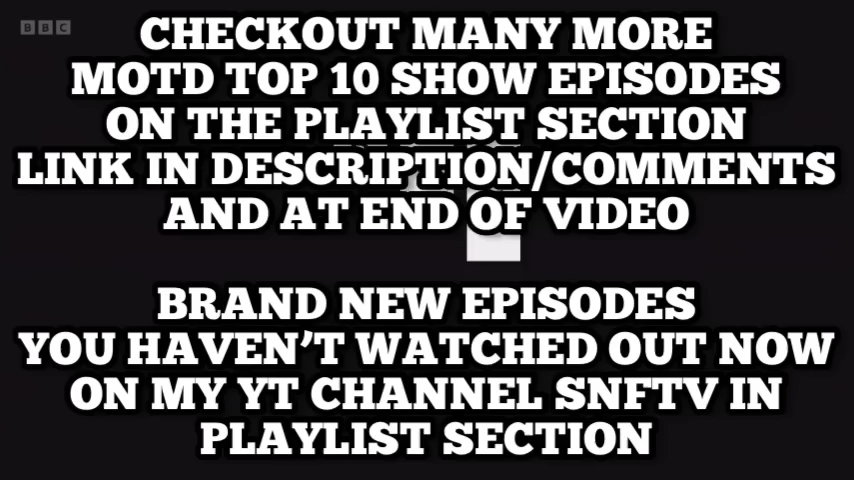 BBC
CHECKOUT MANY MORE
MOTD TOP 10 SHOW EPISODES
ON THE PLAYLIST SECTION
LINK IN DESCRIPTION/COMMENTS
AND AT END OF VIDEO
BRAND NEW EPISODES
YOU HAVEN'T WATCHED OUT NOW
ON MY YT CHANNEL SNFTV IN
PLAYLIST SECTION